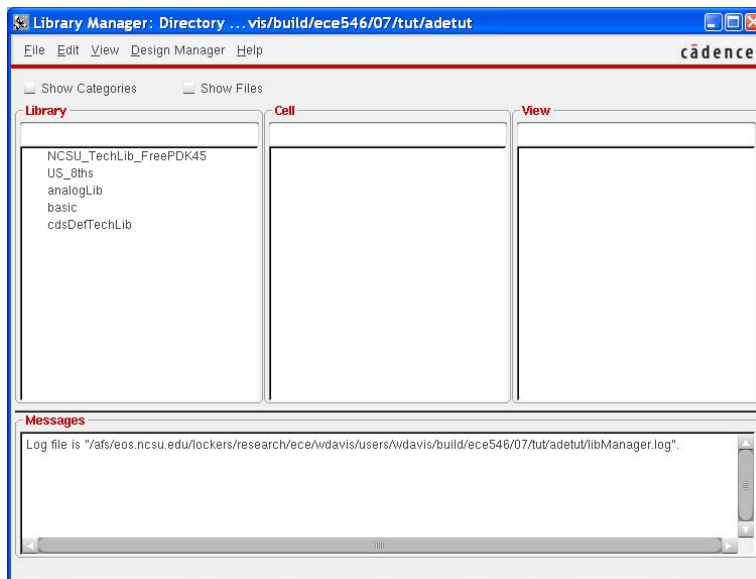 Library Manager: Directory ...vis/build/ece546/07/tut/adetut
File Edit View Design Manager Help
cādence
Show Categories Show Files
Library Cell View
NCSU_TechLib_FreePDK45
US_8ths
analogLib
basic
cdsDefTechLib
Messages
Log file is "/afs/eos.ncsu.edu/lockers/research/ece/wdavis/users/wdavis/build/ece546/07/tut/adetut/libManager.log".